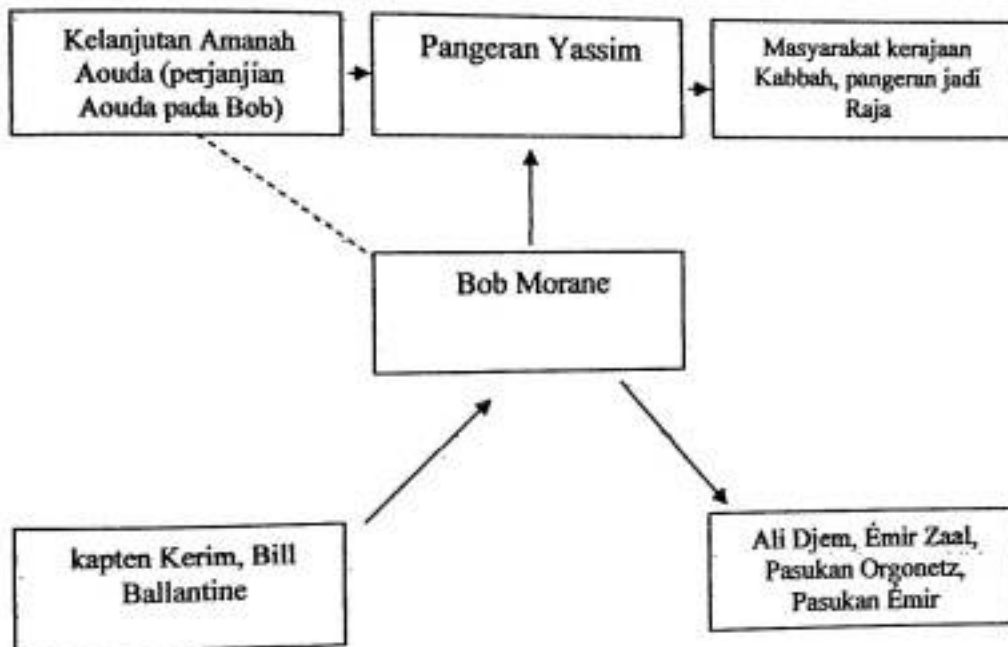 Kelanjutan Amanah
Aouda (perjanjian
Aouda pada Bob)
Pangeran Yassim
Masyarakat kerajaan
Kabbah, pangeran jadi
Raja
Bob Morane
kapten Kerim, Bill
Ballantine
Ali Djem, Émir Zaal,
Pasukan Orgonetz,
Pasukan Émir